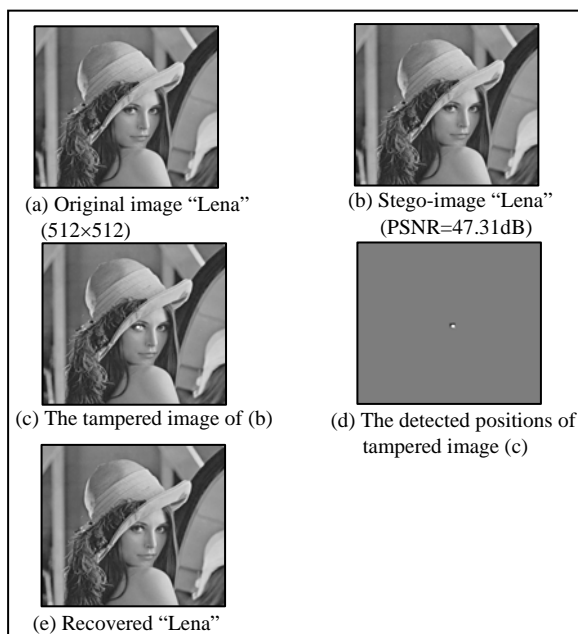 (a) Original image “Lena”
(512×512)
(b) Stego-image “Lena”
(PSNR=47.31dB)
(c) The tampered image of (b)
(d) The detected positions of
tampered image (c)
(e) Recovered “Lena”